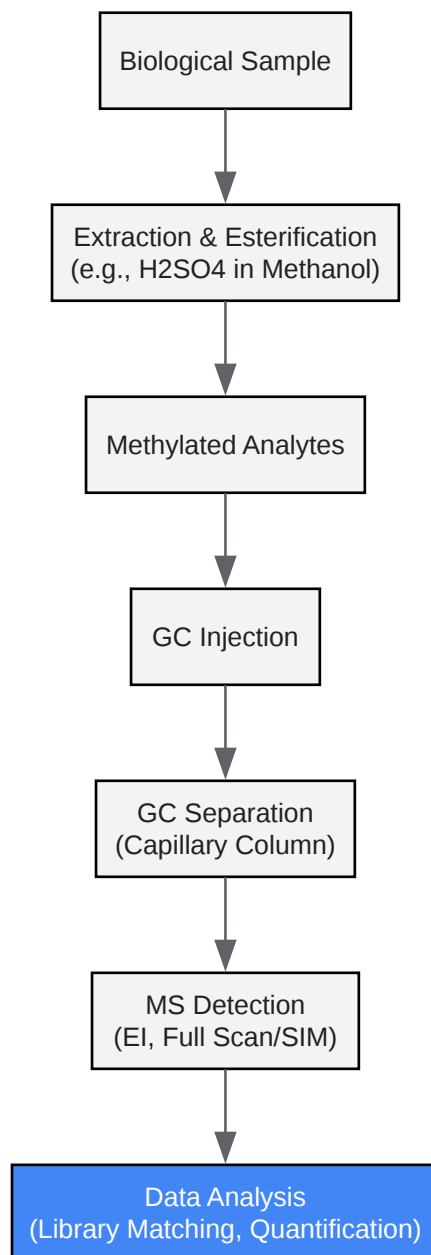 Biological Sample
Extraction & Esterification
(e.g., H2SO4 in Methanol)
Methylated Analytes
GC Injection
GC Separation
(Capillary Column)
MS Detection
(EI, Full Scan/SIM)
Data Analysis
(Library Matching, Quantification)